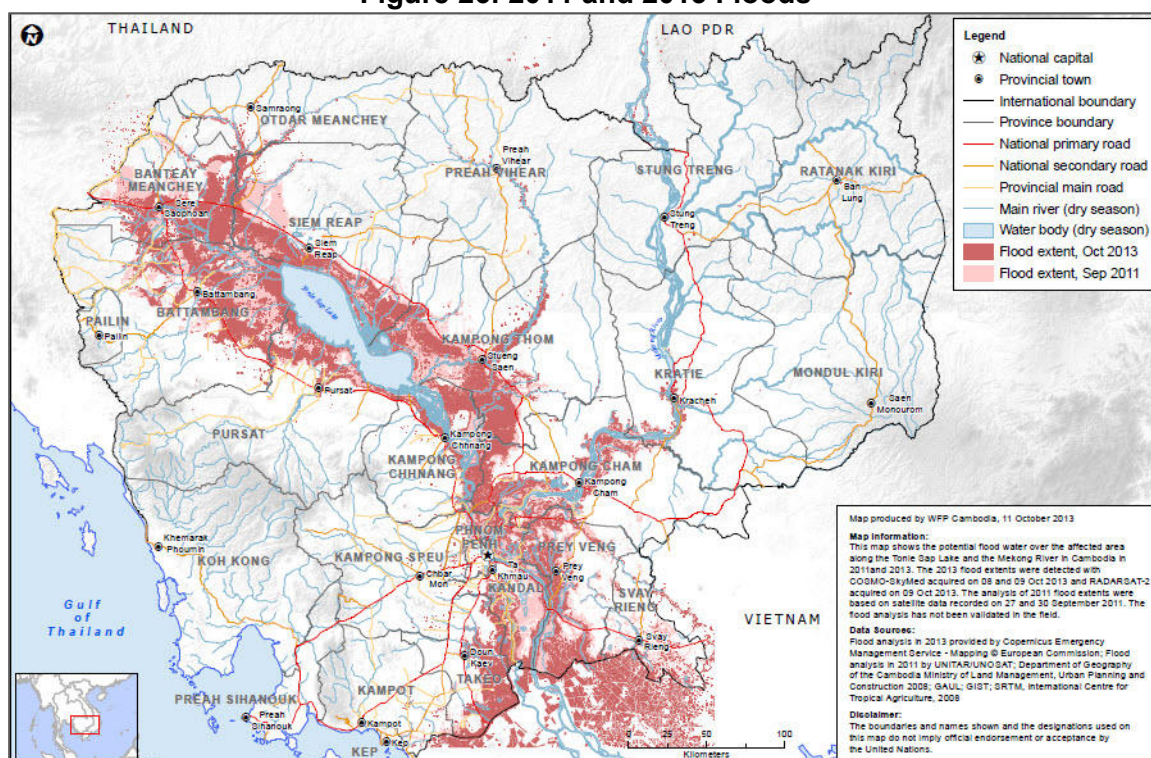 Figure 20: 2011 and 2013 Floods
THAILAND
LAO PDR
Samraong
OTDAR MEANCHEY
Preah
Vihear
PREAH VIHEAR
STUNG TRENG
RATANAK KIRI
Ban
Lung
BANTEAY
MEANCHEY
Serei
Saophoan
SIEM REAP
Siem
Reap
Stung
Treng
Tonle Sap Lake
Battambang
BATTAMBANG
PAILIN
Pailin
KAMPONG THOM
Stueng
Saen
KRATIE
Kracheh
MONDUL KIRI
Saen
Monourom
Pursat
PURSAT
Kampong
Chhnang
KAMPONG
CHHNANG
KAMPONG CHAM
Kampong
Cham
Khemarak
Phoumin
KOH KONG
KAMPONG SPEU
Chbar
Mon
PHNOM
PENH
Ta
Khmau
KANDAL
PREY VENG
Prey
Veng
SVAY
RIENG
Svay
Rieng
VIETNAM
Gulf
of
Thailand
Doun
Kaev
TAKEO
KAMPOT
Kampot
PREAH SIHANOUK
Preah
Sihanouk
Kep
KEP
0 25 50 100
Kilometers
Legend
National capital
Provincial town
International boundary
Province boundary
National primary road
National secondary road
Provincial main road
Main river (dry season)
Water body (dry season)
Flood extent, Oct 2013
Flood extent, Sep 2011
Map produced by WFP Cambodia, 11 October 2013
Map Information:
This map shows the potential flood water over the affected area
along the Tonle Sap Lake and the Mekong River in Cambodia in
2011and 2013. The 2013 flood extents were detected with
COSMO-SkyMed acquired on 08 and 09 Oct 2013 and RADARSAT-2
acquired on 09 Oct 2013. The analysis of 2011 flood extents were
based on satellite data recorded on 27 and 30 September 2011. The
flood analysis has not been validated in the field.
Data Sources:
Flood analysis in 2013 provided by Copernicus Emergency
Management Service - Mapping © European Commission; Flood
analysis in 2011 by UNITAR/UNOSAT; Department of Geography
of the Cambodia Ministry of Land Management, Urban Planning and
Construction 2008; GAUL; GIST; SRTM, International Centre for
Tropical Agriculture, 2008
Disclaimer:
The boundaries and names shown and the designations used on
this map do not imply official endorsement or acceptance by
the United Nations.